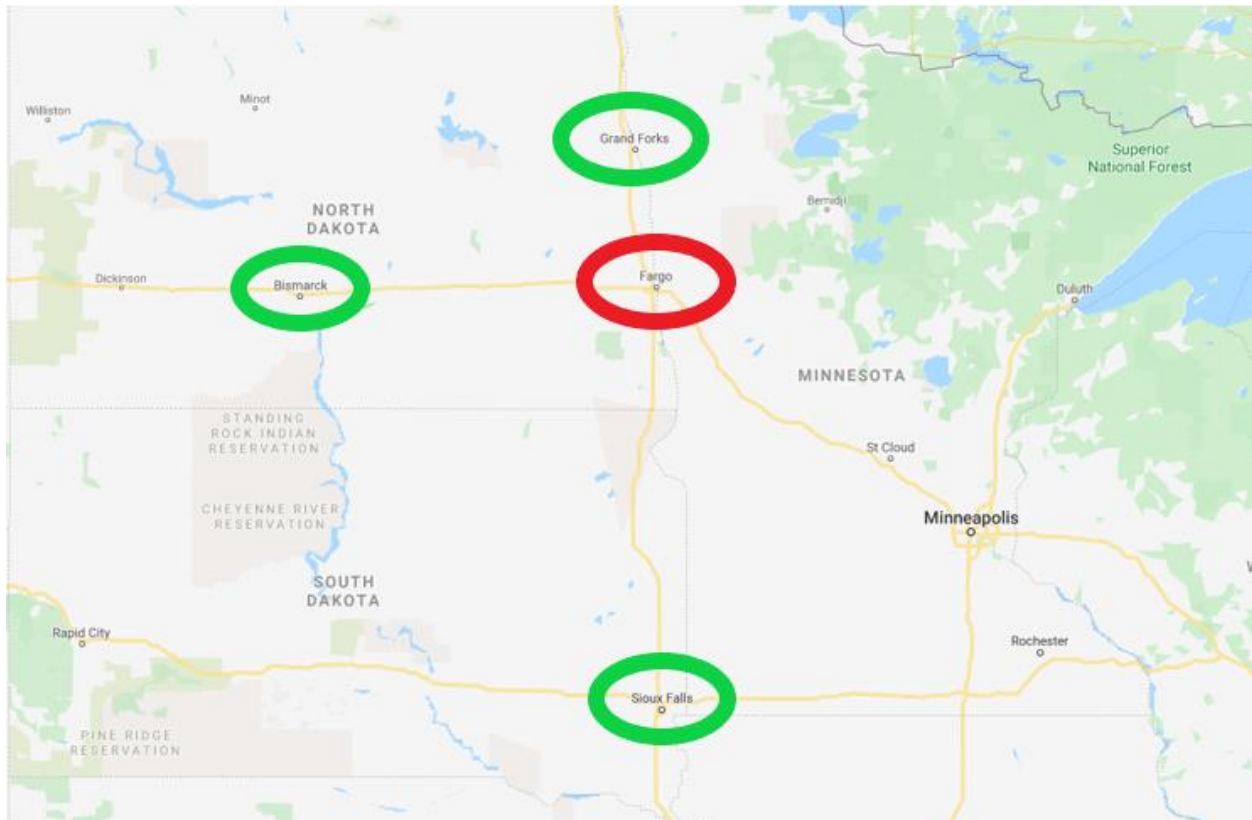 Grand Forks
Minot
Williston
Superior
National Forest
Bemidji
NORTH
DAKOTA
Fargo
Dickinson
Bismarck
Duluth
MINNESOTA
STANDING
ROCK INDIAN
RESERVATION
St Cloud
CHEYENNE RIVER
RESERVATION
Minneapolis
W
SOUTH
DAKOTA
Rapid City
Rochester
Sioux Falls
PINE RIDGE
RESERVATION